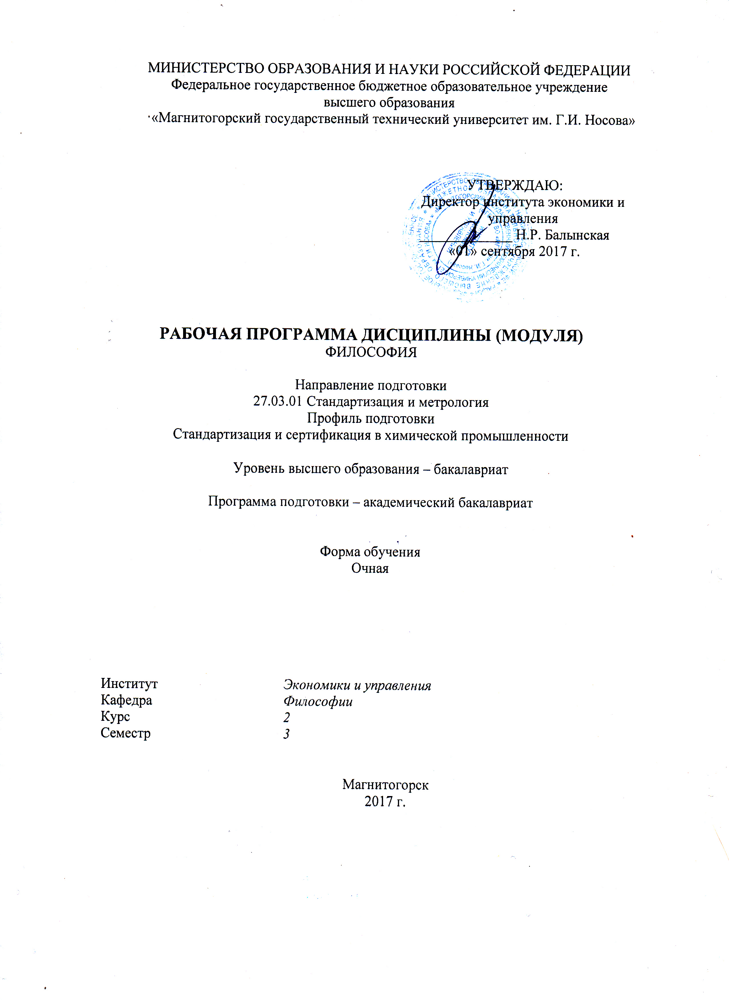 МИНИСТЕРСТВО ОБРАЗОВАНИЯ И НАУКИ РОССИЙСКОЙ ФЕДЕРАЦИИ
Федеральное государственное бюджетное образовательное учреждение
высшего образования
«Магнитогорский государственный технический университет им. Г.И. Носова»
УТВЕРЖДАЮ:
Директор института экономики и
управления
Н.Р. Балынская
«01» сентября 2017 г.
РАБОЧАЯ ПРОГРАММА ДИСЦИПЛИНЫ (МОДУЛЯ)
ФИЛОСОФИЯ
Направление подготовки
27.03.01 Стандартизация и метрология
Профиль подготовки
Стандартизация и сертификация в химической промышленности
Уровень высшего образования – бакалавриат
Программа подготовки – академический бакалавриат
Форма обучения
Очная
Институт Экономики и управления
Кафедра Философии
Курс 2
Семестр 3
Магнитогорск
2017 г.